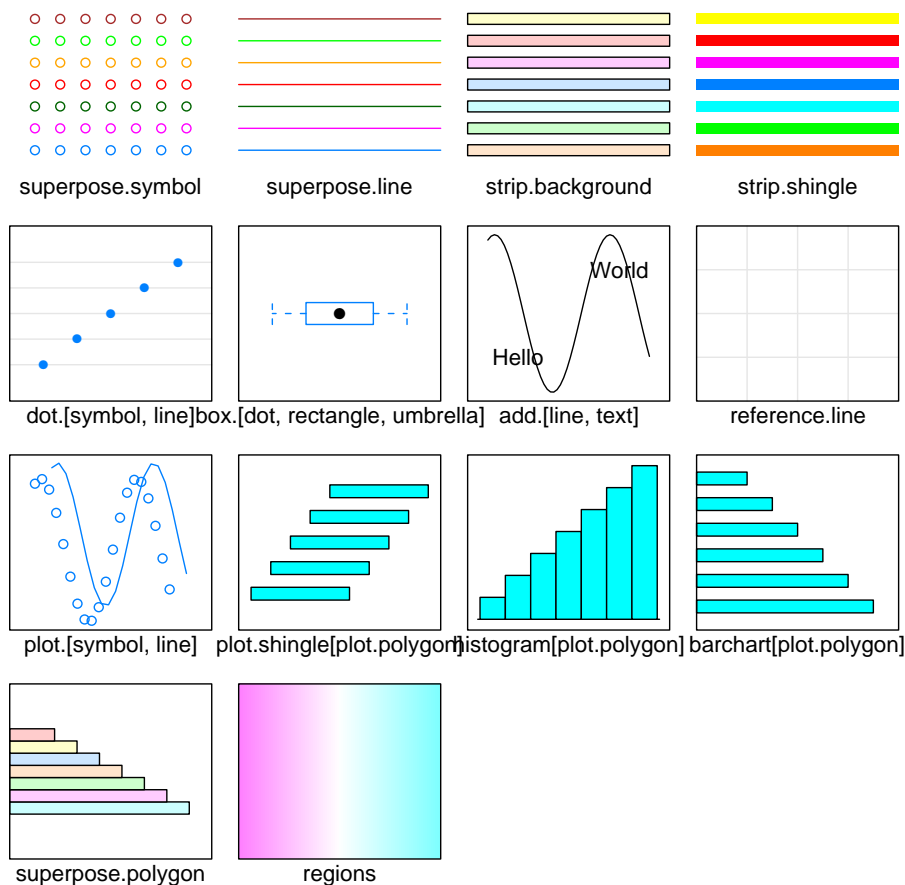 superpose.symbol
superpose.line
strip.background
strip.shingle
World
Hello
dot.[symbol, line]
box.[dot, rectangle, umbrella]
add.[line, text]
reference.line
plot.[symbol, line]
plot.shingle[plot.polygon]
histogram[plot.polygon]
barchart[plot.polygon]
superpose.polygon
regions